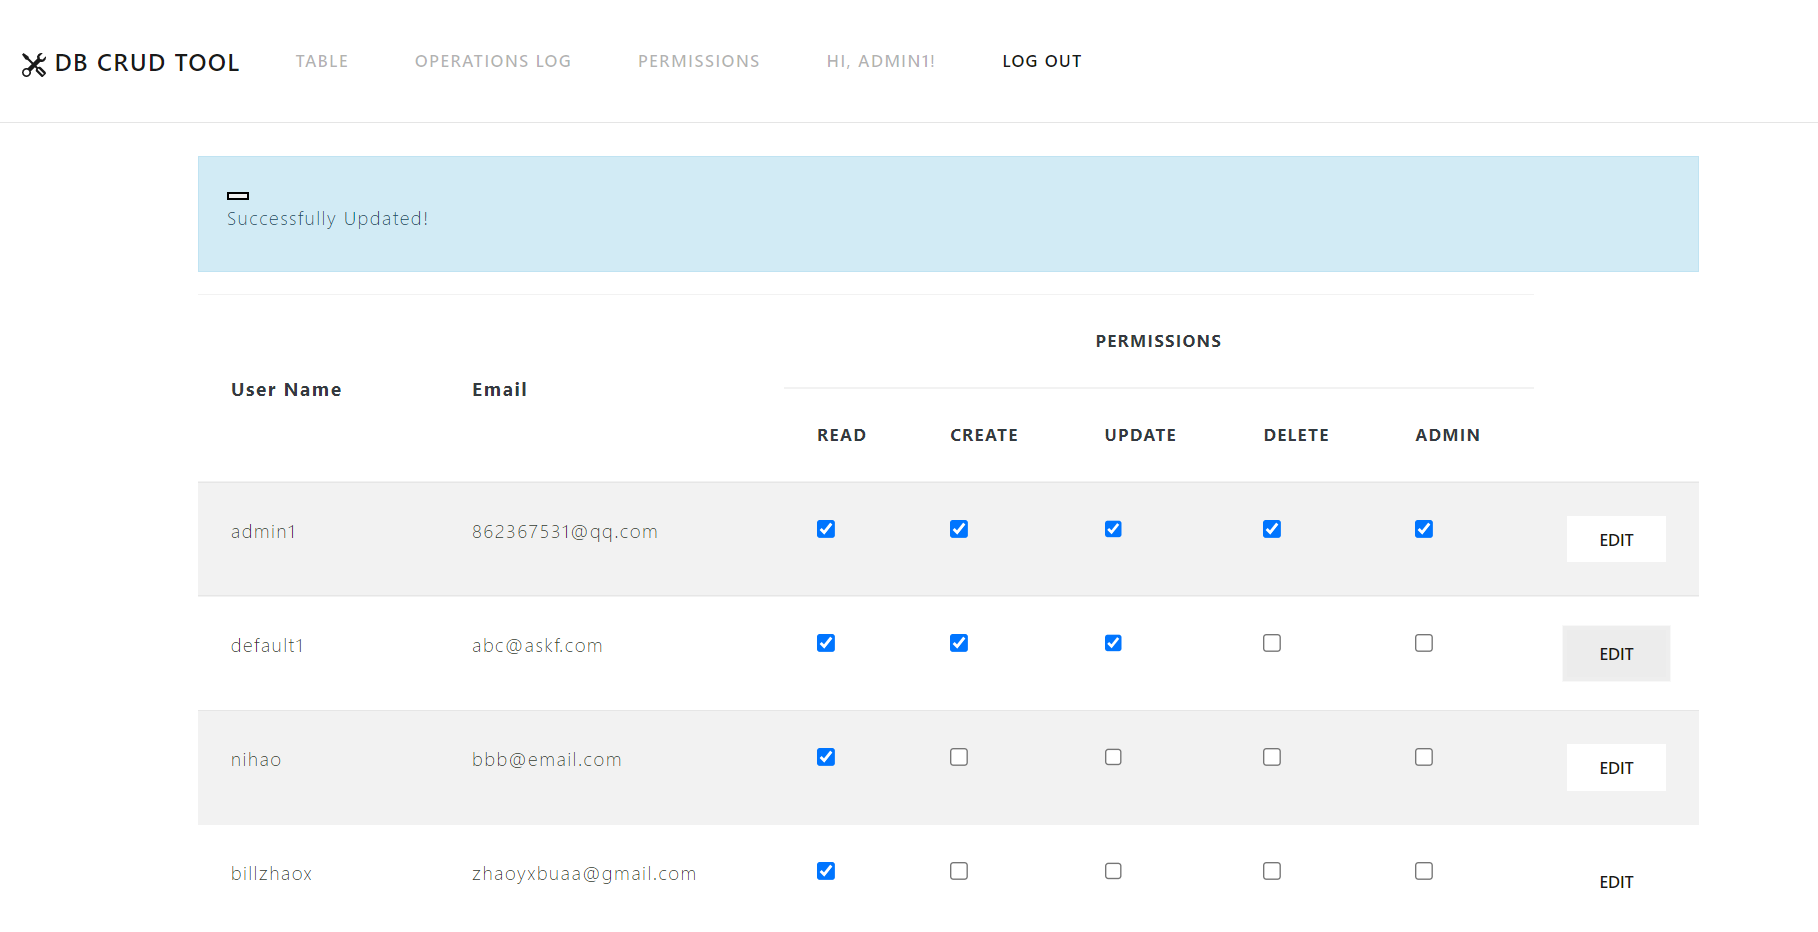 DB CRUD TOOL TABLE OPERATIONS LOG PERMISSIONS HI, ADMIN1! LOG OUT
Successfully Updated!
PERMISSIONS
User Name Email
READ CREATE UPDATE DELETE ADMIN
admin1 862367531@qq.com EDIT
default1 abc@askf.com EDIT
nihao bbb@email.com EDIT
billzhaox zhaoyxbuaa@gmail.com EDIT